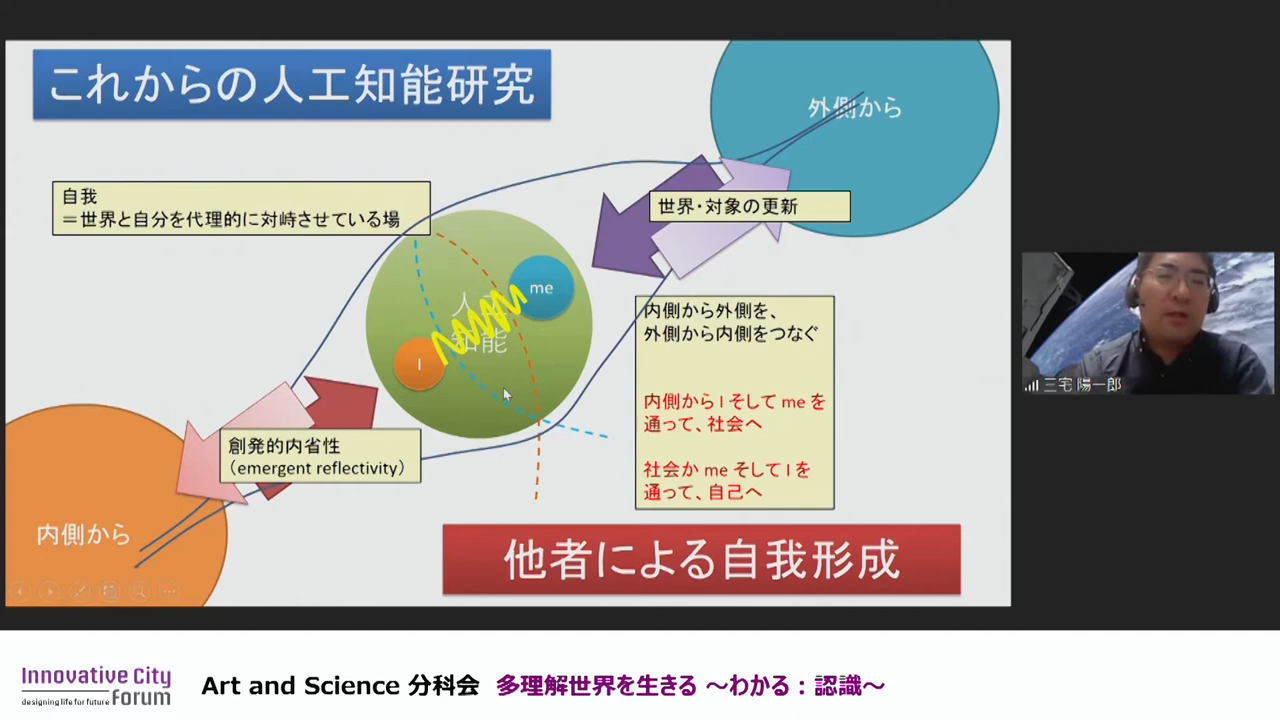 これからの人工知能研究
外側から
自我
＝世界と自分を代理的に対峙させている場
世界・対象の更新
me
人工
知能
I
内側から外側を、
外側から内側をつなぐ
内側から I そして me を
通って、社会へ
社会か me そして I を
通って、自己へ
創発的内省性
（emergent reflectivity）
内側から
他者による自我形成
三宅 陽一郎
Innovative City
forum
designing life for future
Art and Science 分科会 多理解世界を生きる ～わかる：認識～